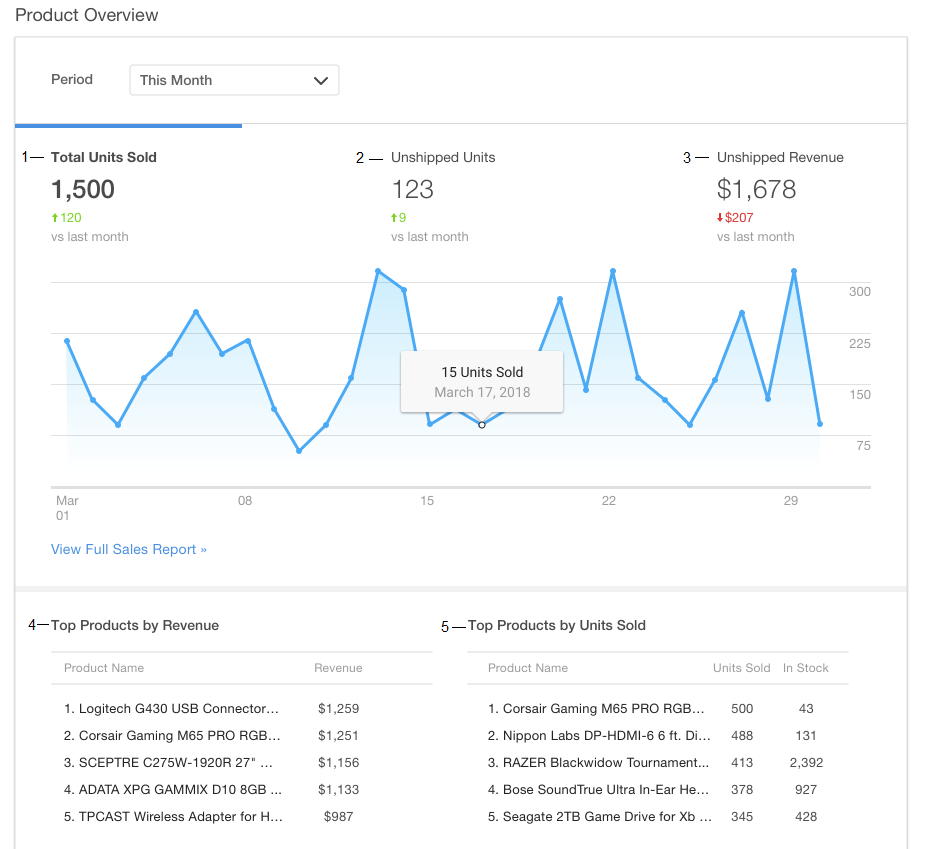 Product Overview
Period
This Month
1 Total Units Sold
1,500
120
vs last month
2 Unshipped Units
123
9
vs last month
3 Unshipped Revenue
$1,678
$207
vs last month
300
225
150
75
15 Units Sold
March 17, 2018
Mar 01
08
15
22
29
View Full Sales Report »
4 Top Products by Revenue
Product Name Revenue
1. Logitech G430 USB Connector... $1,259
2. Corsair Gaming M65 PRO RGB... $1,251
3. SCEPTRE C275W-1920R 27" ... $1,156
4. ADATA XPG GAMMIX D10 8GB ... $1,133
5. TPCAST Wireless Adapter for H... $987
5 Top Products by Units Sold
Product Name Units Sold In Stock
1. Corsair Gaming M65 PRO RGB... 500 43
2. Nippon Labs DP-HDMI-6 6 ft. Di... 488 131
3. RAZER Blackwidow Tournament... 413 2,392
4. Bose SoundTrue Ultra In-Ear He... 378 927
5. Seagate 2TB Game Drive for Xb ... 345 428